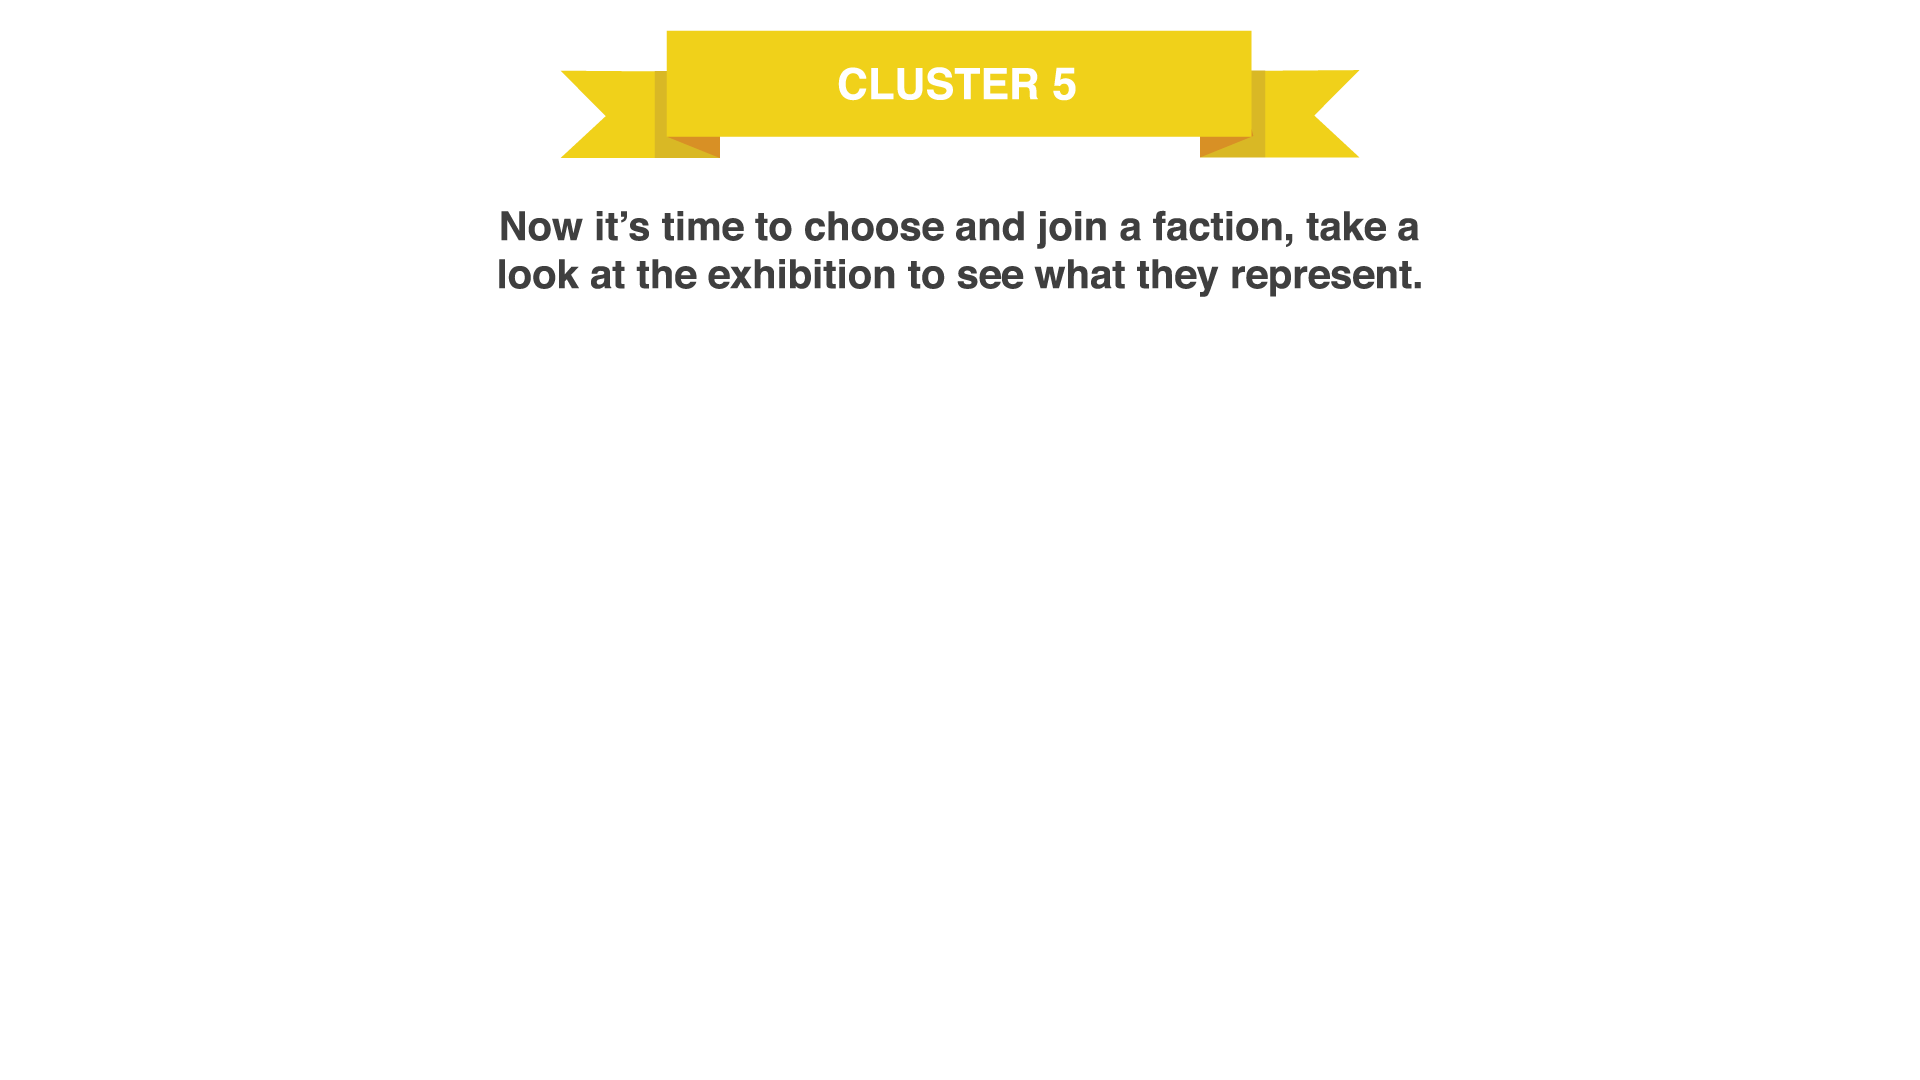 CLUSTER 5
Now it’s time to choose and join a faction, take a
look at the exhibition to see what they represent.